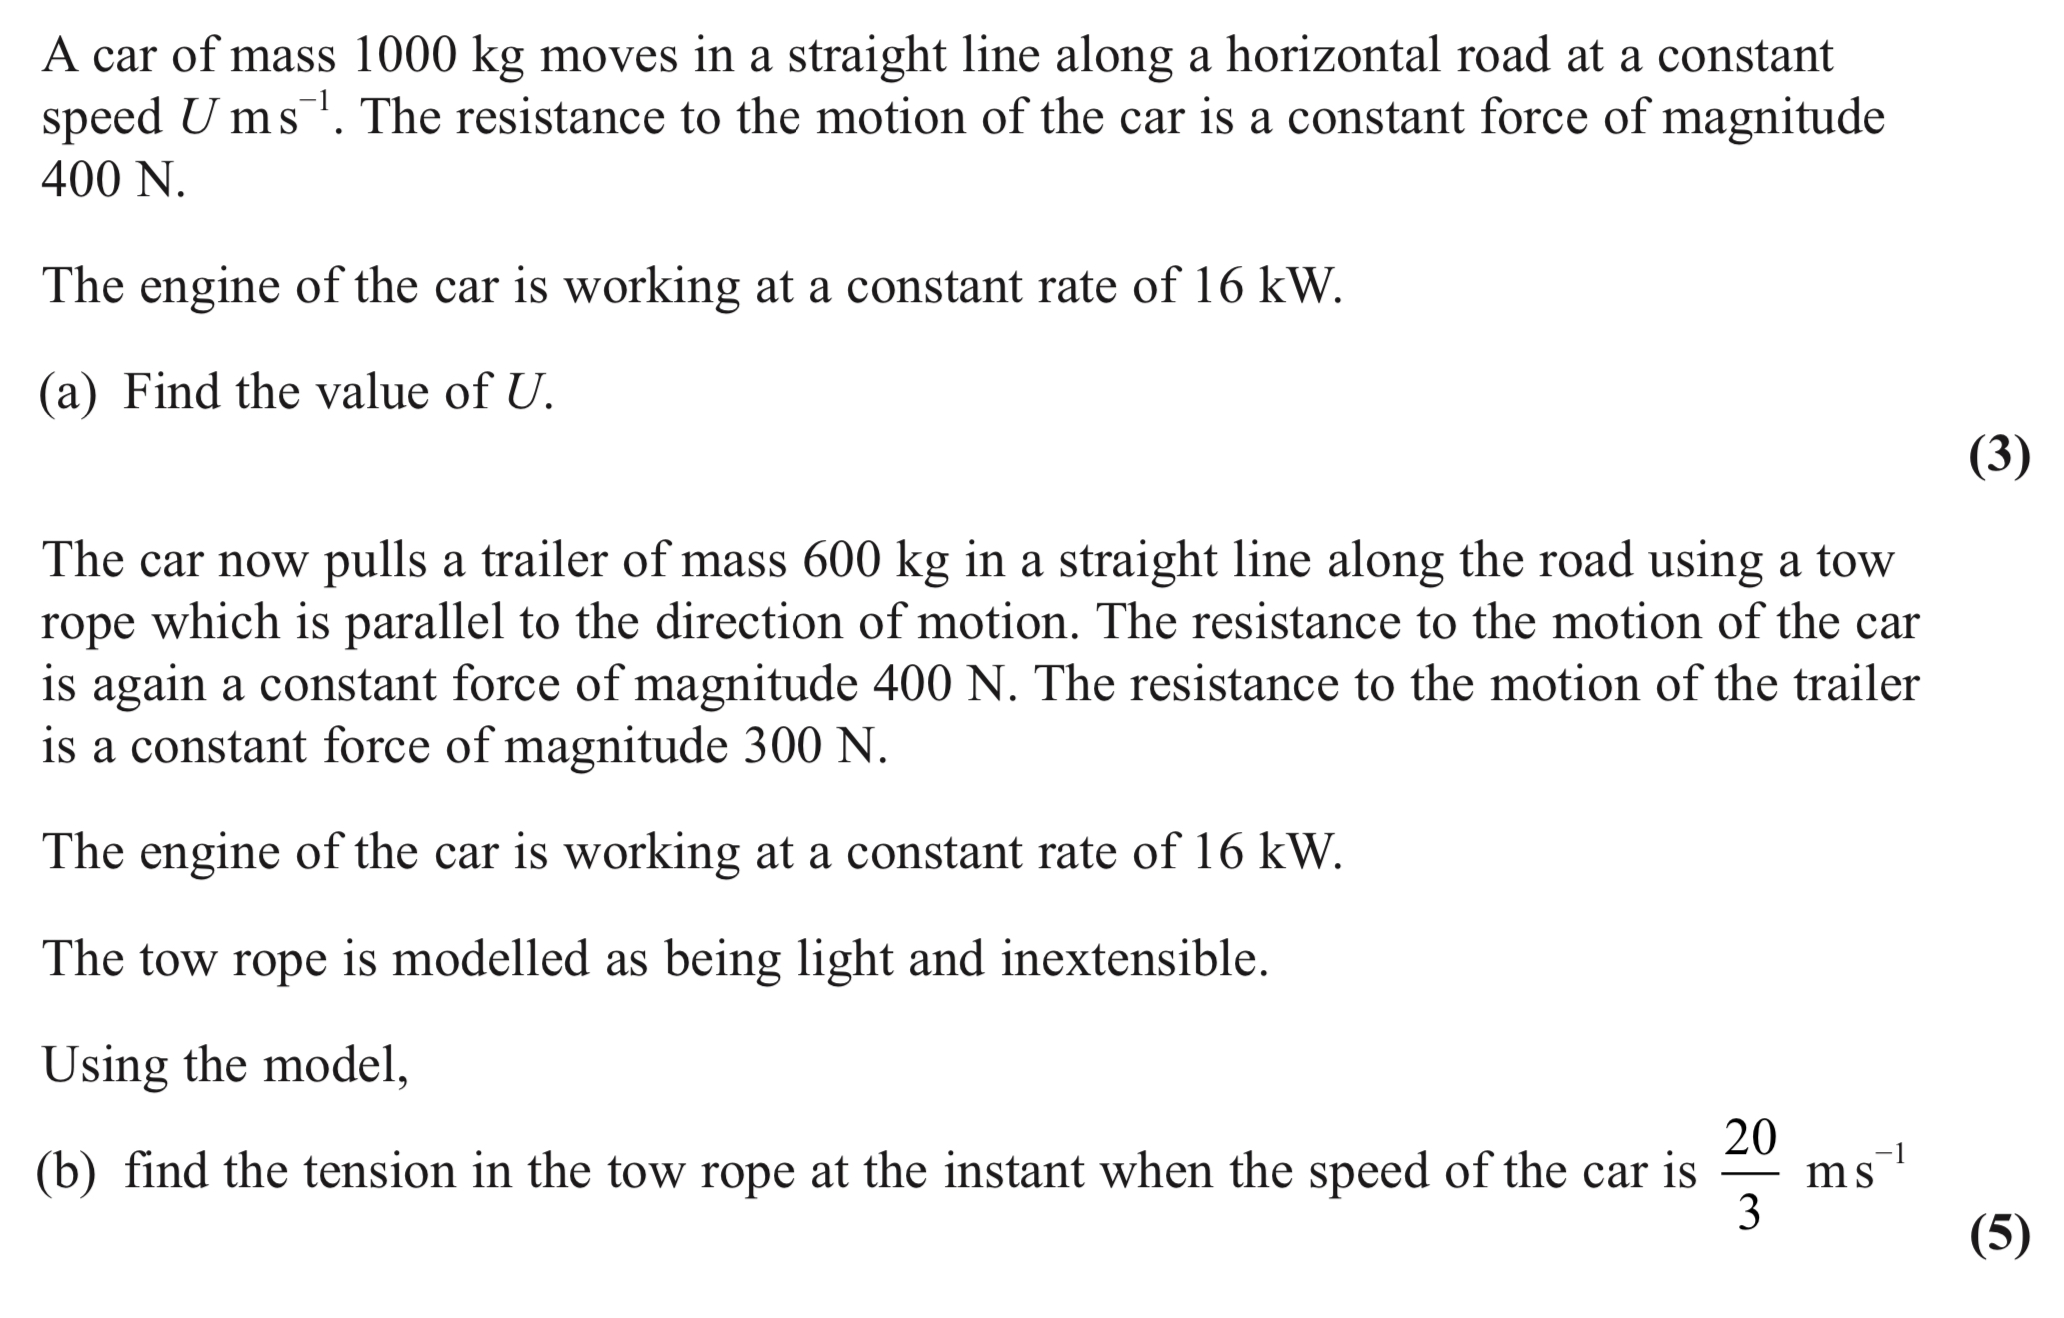 A car of mass 1000 kg moves in a straight line along a horizontal road at a constant
speed U m s⁻¹. The resistance to the motion of the car is a constant force of magnitude
400 N.
The engine of the car is working at a constant rate of 16 kW.
(a) Find the value of U.
(3)
The car now pulls a trailer of mass 600 kg in a straight line along the road using a tow
rope which is parallel to the direction of motion. The resistance to the motion of the car
is again a constant force of magnitude 400 N. The resistance to the motion of the trailer
is a constant force of magnitude 300 N.
The engine of the car is working at a constant rate of 16 kW.
The tow rope is modelled as being light and inextensible.
Using the model,
(b) find the tension in the tow rope at the instant when the speed of the car is 20/3 m s⁻¹
(5)